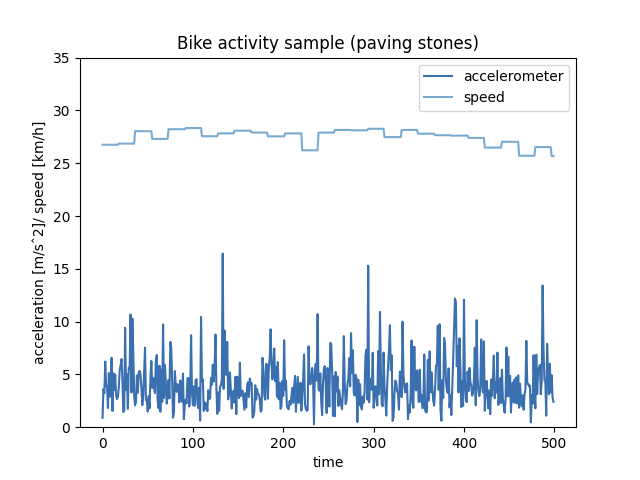 Bike activity sample (paving stones)
accelerometer
speed
acceleration [m/s^2]/ speed [km/h]
35
30
25
20
15
10
5
0
0 100 200 300 400 500
time